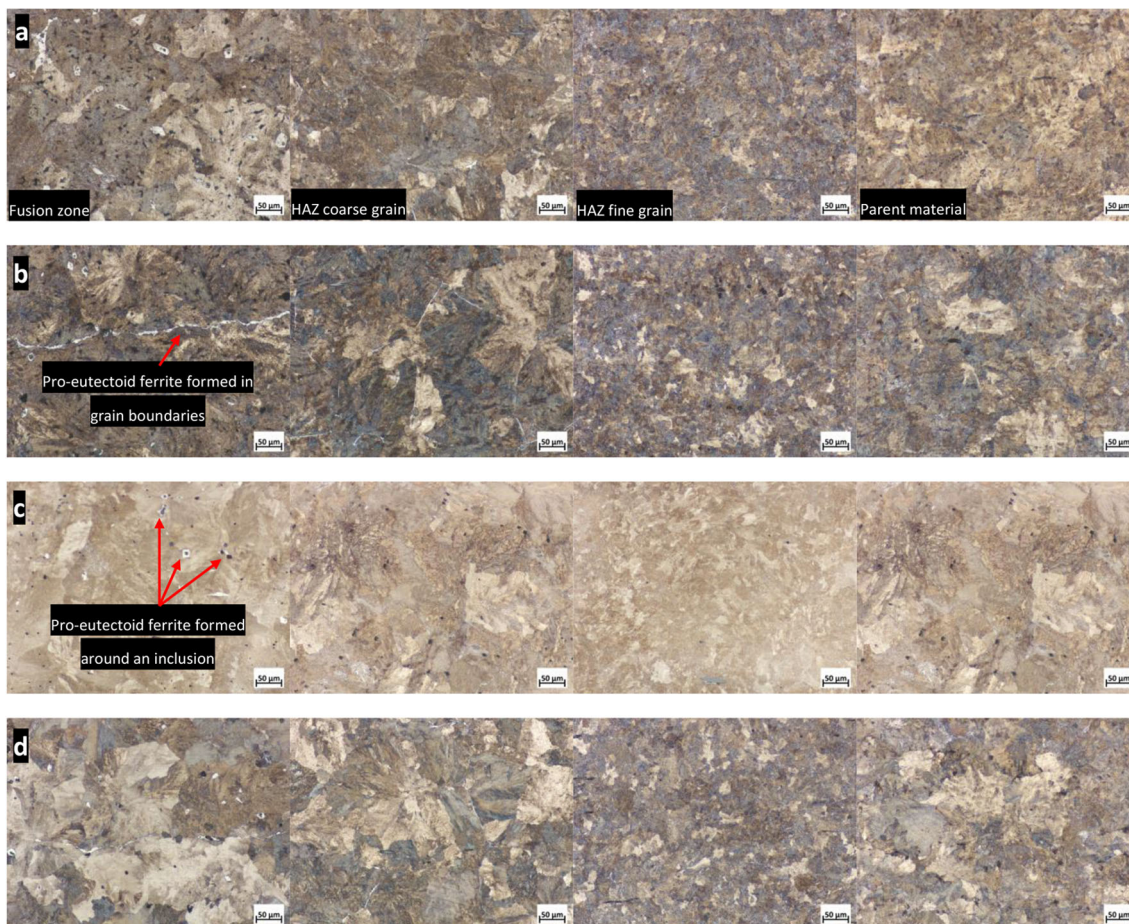 a
Fusion zone
50 µm
HAZ coarse grain
50 µm
HAZ fine grain
50 µm
Parent material
50 µm
b
Pro-eutectoid ferrite formed in
grain boundaries
50 µm
50 µm
50 µm
50 µm
c
Pro-eutectoid ferrite formed
around an inclusion
50 µm
50 µm
50 µm
50 µm
d
50 µm
50 µm
50 µm
50 µm